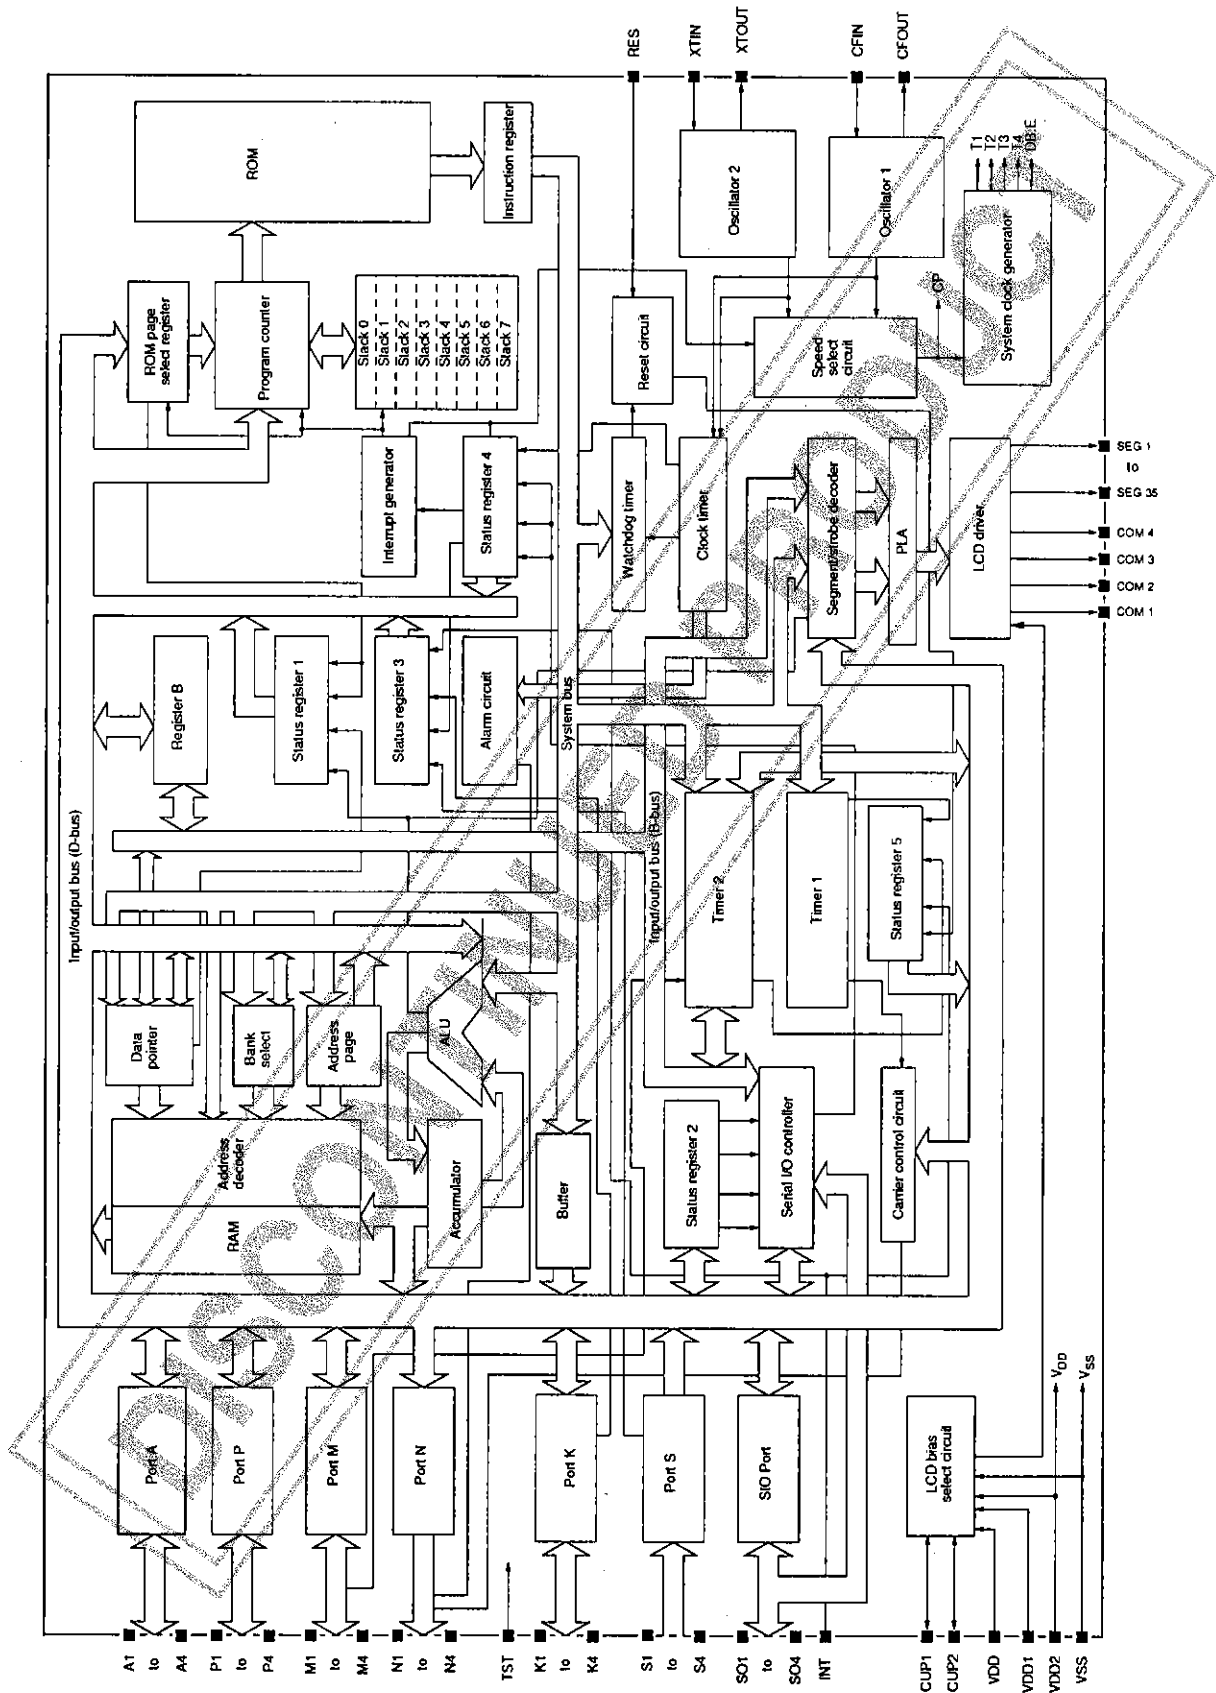 A1
to
A4
P1
to
P4
M1
to
M4
N1
to
N4
TST
K1
to
K4
S1
to
S4
SO1
to
SO4
INT
CUP1
CUP2
VDD
VDD1
VDD2
VSS
Port A
Port P
Port M
Port N
Port K
Port S
SIO Port
LCD bias
select circuit
VDD
VSS
Input/output bus (D-bus)
RAM
Address
decoder
Data
pointer
Bank
select
Address
page
Accumulator
ALU
Buffer
Status register 2
Serial I/O controller
Carrier control circuit
Input/output bus (B-bus)
Timer 2
Timer 1
Status register 5
Register B
Status register 1
Status register 3
Alarm circuit
System bus
ROM page
select register
Program counter
Stack 0
Stack 1
Stack 2
Stack 3
Stack 4
Stack 5
Stack 6
Stack 7
Interrupt generator
Status register 4
Watchdog timer
Clock timer
Segment/strobe decoder
PLA
LCD driver
ROM
Instruction register
Reset circuit
Oscillator 2
Oscillator 1
Speed
select
circuit
CP
System clock generator
T1
T2
T3
T4
RES
XTIN
XTOUT
CFIN
CFOUT
SEG 1
to
SEG 35
COM 4
COM 3
COM 2
COM 1
DISCONTINUED PRODUCT